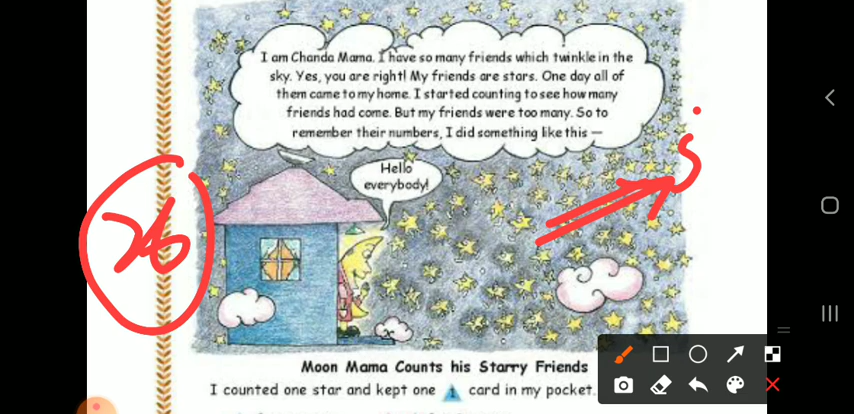 I am Chanda Mama. I have so many friends which twinkle in the
sky. Yes, you are right! My friends are stars. One day all of
them came to my home. I started counting to see how many
friends had come. But my friends were too many. So to
remember their numbers, I did something like this —
Hello
everybody!
26
Moon Mama Counts his Starry Friends
I counted one star and kept one 1 card in my pocket.